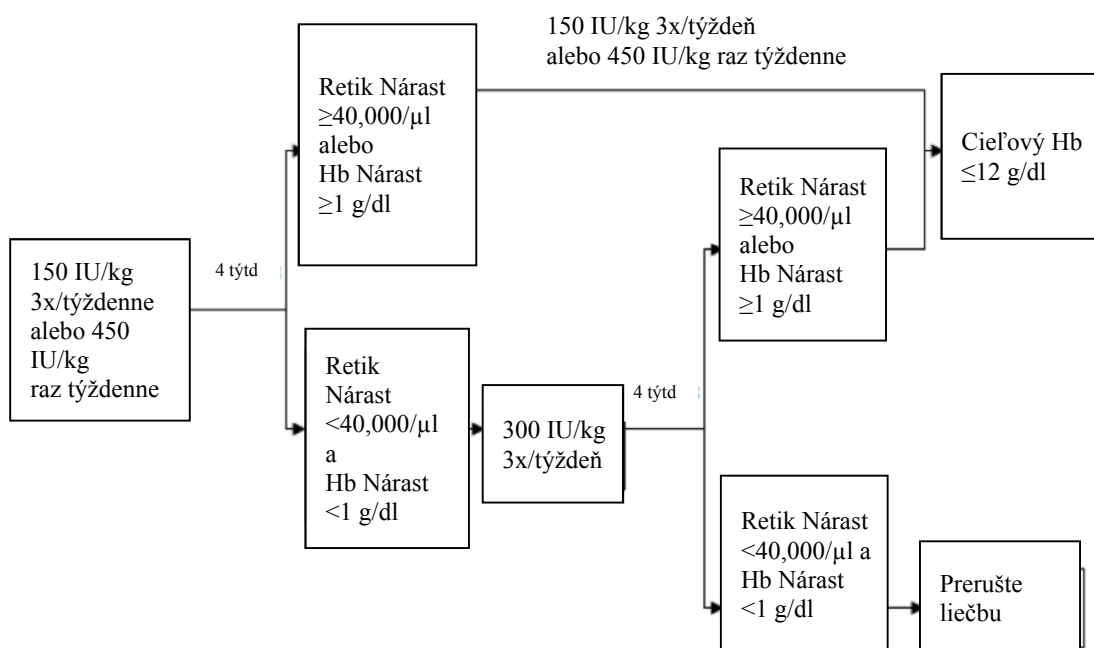 150 IU/kg
3x/týždenne
alebo 450
IU/kg
raz týždenne
4 týtd
Retik Nárast
≥40,000/µl
alebo
Hb Nárast
≥1 g/dl
150 IU/kg 3x/týždeň
alebo 450 IU/kg raz týždenne
Cieľový Hb
≤12 g/dl
Retik
Nárast
<40,000/µl
a
Hb Nárast
<1 g/dl
300 IU/kg
3x/týždeň
4 týtd
Retik Nárast
≥40,000/µl
alebo
Hb Nárast
≥1 g/dl
Retik Nárast
<40,000/µl a
Hb Nárast
<1 g/dl
Prerušte
liečbu